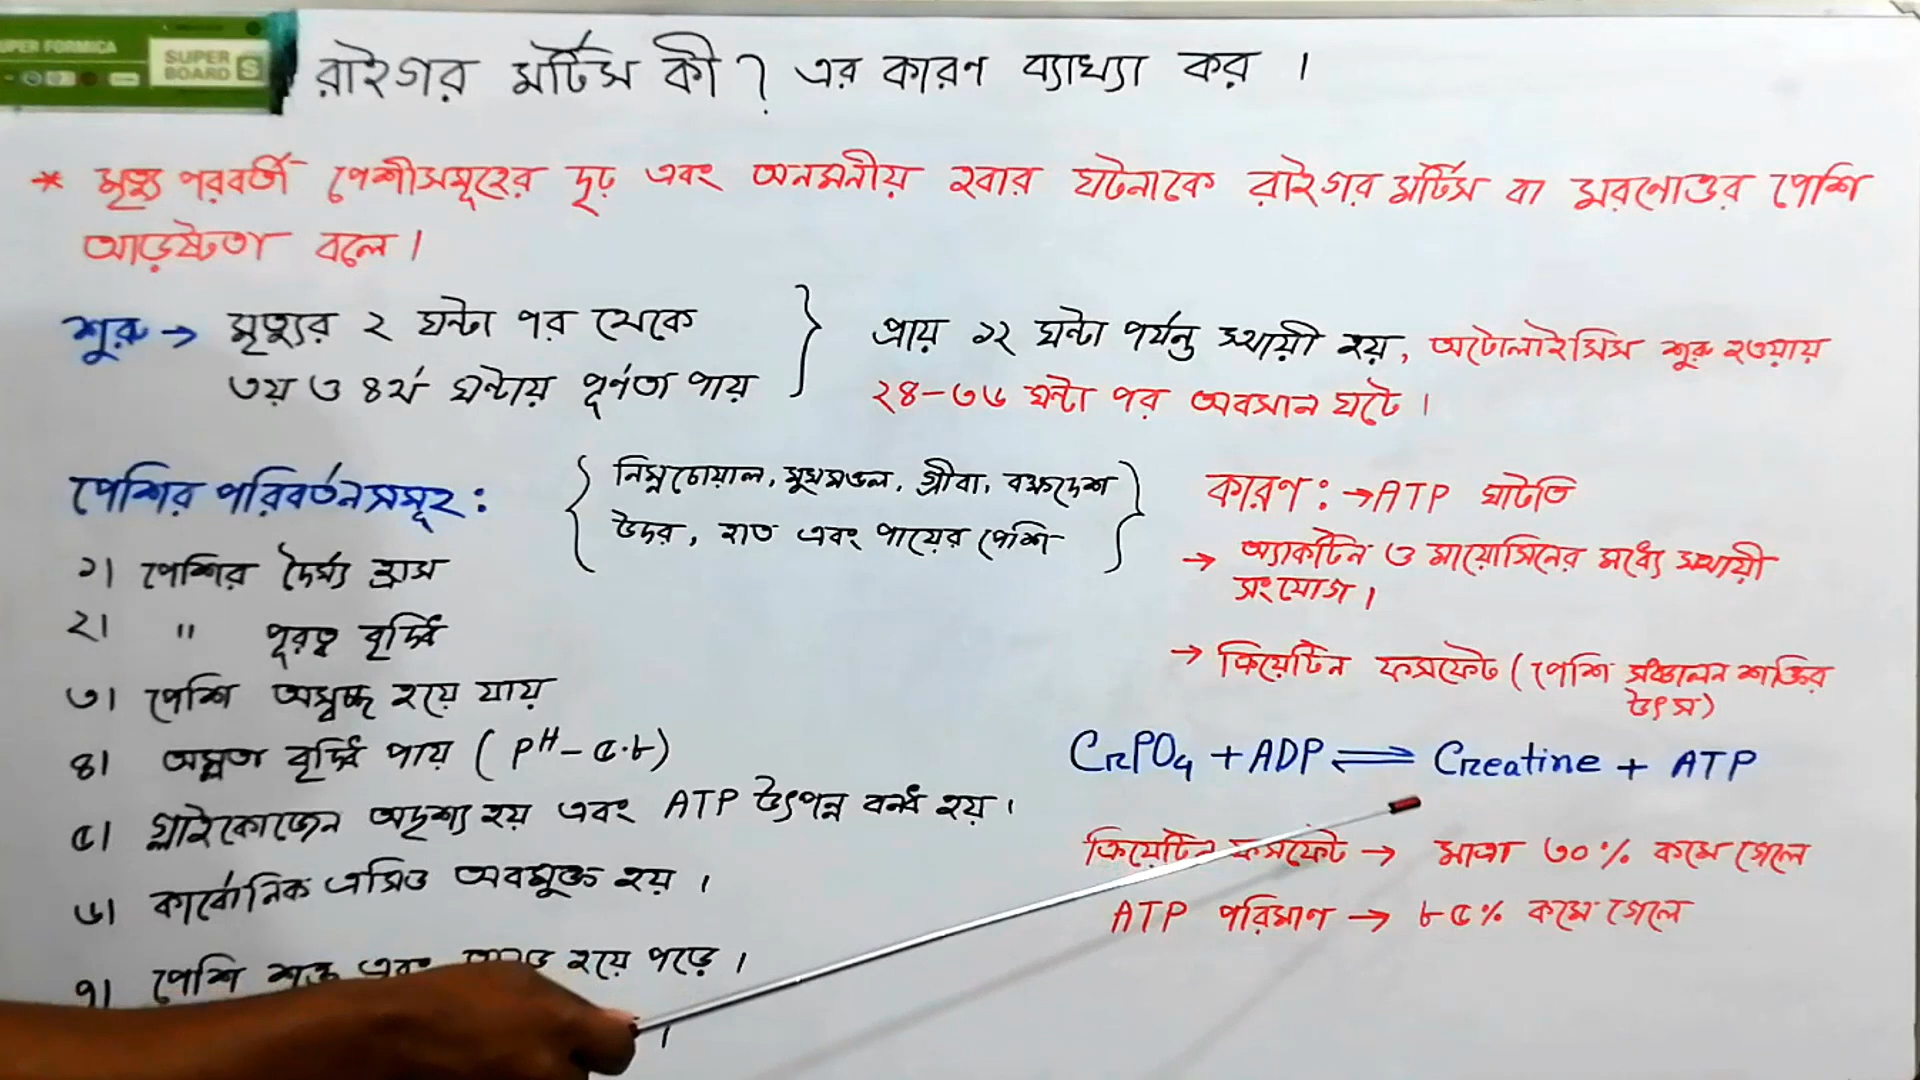 SUPER FORMICA
SUPER BOARD S
রাইগর মর্টিস কী? এর কারণ ব্যাখ্যা কর ।
* মৃত্যু পরবর্তী পেশীসমূহের দৃঢ় এবং অনমনীয় হবার ঘটনাকে রাইগর মর্টিস বা মরনোত্তর পেশি
আড়ষ্টতা বলে ।
শুরু → মৃত্যুর ২ ঘন্টা পর থেকে
৩য় ও ৪র্থ ঘন্টায় পূর্ণতা পায়
প্রায় ১২ ঘন্টা পর্যন্ত স্থায়ী হয়, অটোলাইসিস শুরু হওয়ায়
২৪-৩৬ ঘন্টা পর অবসান ঘটে ।
পেশির পরিবর্তনসমূহ :
নিম্নচোয়াল, মুখমণ্ডল, গ্রীবা, বক্ষদেশ
উদর, হাত এবং পায়ের পেশি
১। পেশির দৈর্ঘ্য হ্রাস
২। " পুরুত্ব বৃদ্ধি
৩। পেশি অস্বচ্ছ হয়ে যায়
৪। অম্লতা বৃদ্ধি পায় (PH - ৫.৮)
৫। গ্লাইকোজেন অদৃশ্য হয় এবং ATP উৎপন্ন বন্ধ হয় ।
৬। কার্বোনিক এসিড অবমুক্ত হয় ।
৭। পেশি শক্ত এবং হয়ে পড়ে ।
কারণ : → ATP ঘাটতি
→ অ্যাকটিন ও মায়োসিনের মধ্যে স্থায়ী
সংযোগ ।
→ ক্রিয়েটিন ফসফেট (পেশি সঞ্চালন শক্তির
উৎস)
CrPO4 + ADP ⇌ Creatine + ATP
ক্রিয়েটিন ফসফেট → মাত্রা ৭০% কমে গেলে
ATP পরিমাণ → ৮৫% কমে গেলে